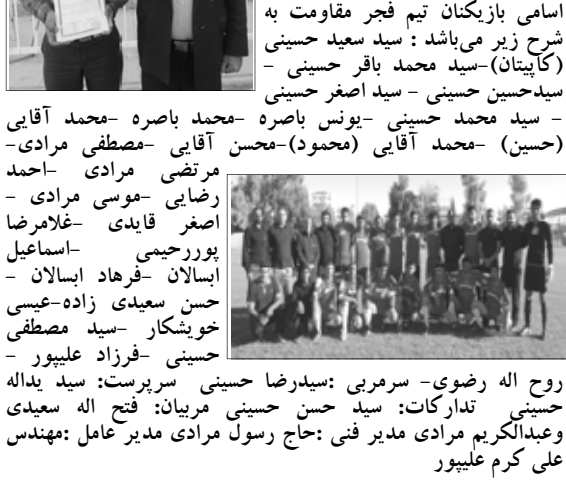 اسامی بازیکنان تیم فجر مقاومت به
شرح زیر می‌باشد : سید سعید حسینی
(کاپیتان)-سید محمد باقر حسینی -
سیدحسین حسینی - سید اصغر حسینی
- سید محمد حسینی -یونس باصره -محمد باصره -محمد آقایی
(حسین) -محمد آقایی (محمود)-محسن آقایی -مصطفی مرادی-
مرتضی مرادی -احمد
رضایی -موسی مرادی -
اصغر قایدی -غلامرضا
پوررحیمی -اسماعیل
ابسالان -فرهاد ابسالان -
حسن سعیدی زاده-عیسی
خویشکار -سید مصطفی
حسینی -فرزاد علیپور -
روح اله رضوی- سرمربی :سیدرضا حسینی سرپرست: سید یداله
حسینی تدارکات: سید حسن حسینی مربیان: فتح اله سعیدی
وعبدالکریم مرادی مدیر فنی :حاج رسول مرادی مدیر عامل :مهندس
علی کرم علیپور